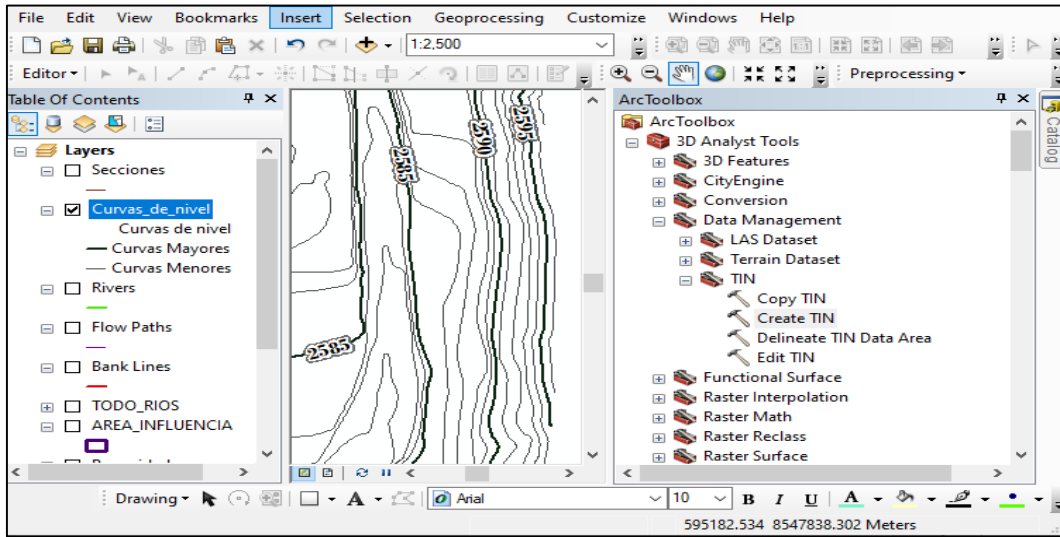 File Edit View Bookmarks Insert Selection Geoprocessing Customize Windows Help
1:2,500
Editor Preprocessing
Table Of Contents
Layers
Secciones
Curvas_de_nivel
Curvas de nivel
Curvas Mayores
Curvas Menores
Rivers
Flow Paths
Bank Lines
TODO_RIOS
AREA_INFLUENCIA
2585
2590
2595
2585
ArcToolbox
ArcToolbox
3D Analyst Tools
3D Features
CityEngine
Conversion
Data Management
LAS Dataset
Terrain Dataset
TIN
Copy TIN
Create TIN
Delineate TIN Data Area
Edit TIN
Functional Surface
Raster Interpolation
Raster Math
Raster Reclass
Raster Surface
Catalog
Drawing A Arial 10 B I U A
595182.534 8547838.302 Meters